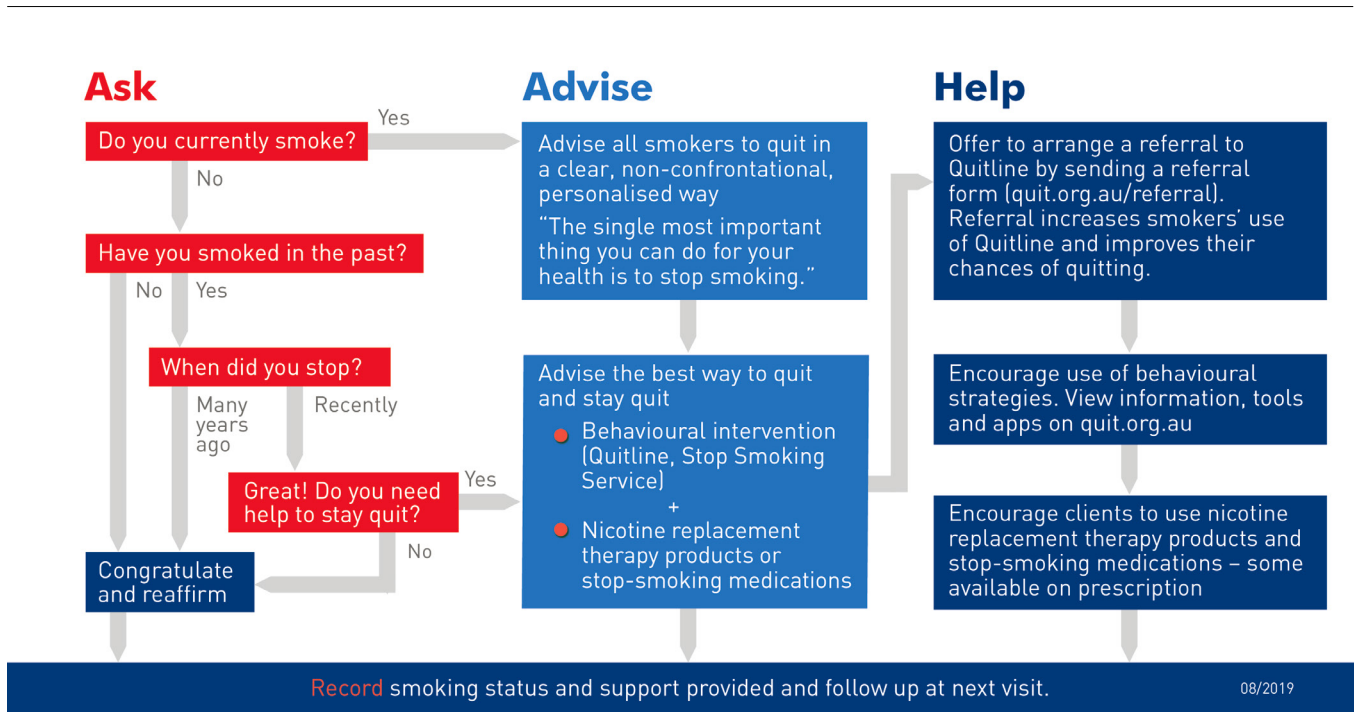 Ask
Do you currently smoke?
Yes
No
Have you smoked in the past?
No
Yes
When did you stop?
Many
years
ago
Recently
Great! Do you need
help to stay quit?
Yes
No
Congratulate
and reaffirm
Advise
Advise all smokers to quit in
a clear, non-confrontational,
personalised way
“The single most important
thing you can do for your
health is to stop smoking.”
Advise the best way to quit
and stay quit
Behavioural intervention
(Quitline, Stop Smoking
Service)
+
Nicotine replacement
therapy products or
stop-smoking medications
Help
Offer to arrange a referral to
Quitline by sending a referral
form (quit.org.au/referral).
Referral increases smokers’ use
of Quitline and improves their
chances of quitting.
Encourage use of behavioural
strategies. View information, tools
and apps on quit.org.au
Encourage clients to use nicotine
replacement therapy products and
stop-smoking medications – some
available on prescription
Record smoking status and support provided and follow up at next visit.
08/2019